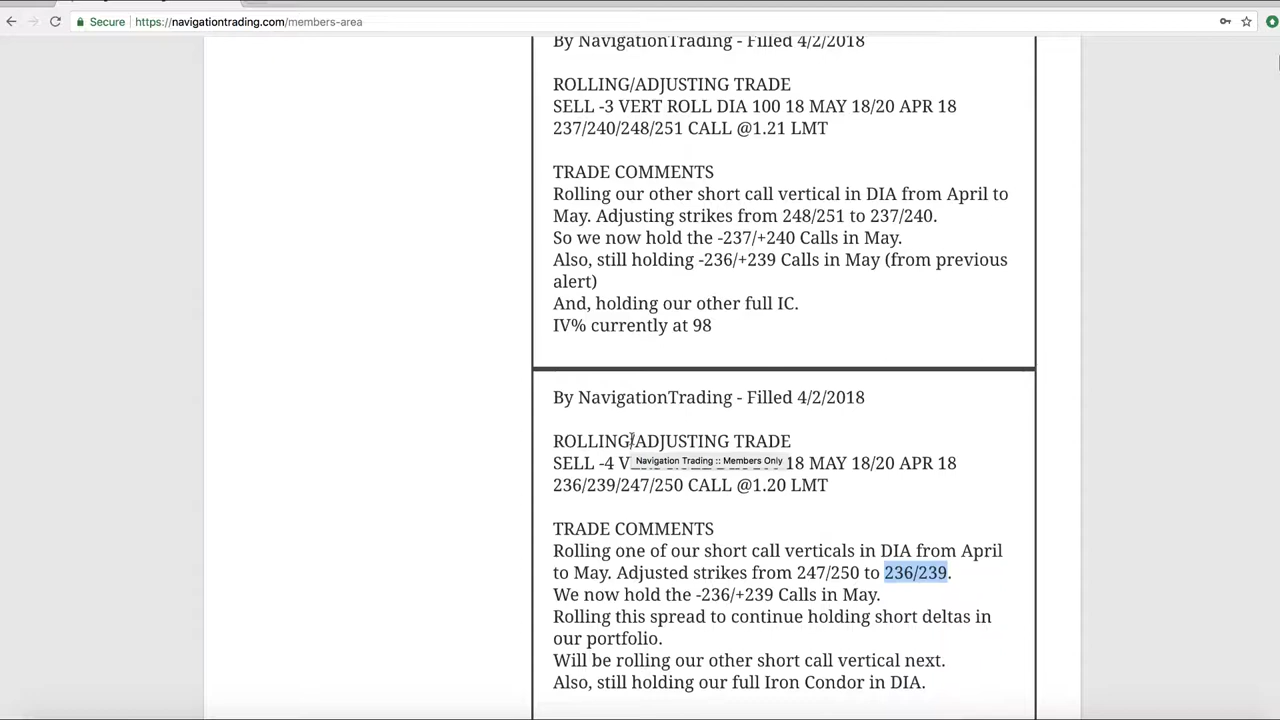 Secure
https://navigationtrading.com/members-area
By NavigationTrading - Filled 4/2/2018
ROLLING/ADJUSTING TRADE
SELL -3 VERT ROLL DIA 100 18 MAY 18/20 APR 18
237/240/248/251 CALL @1.21 LMT
TRADE COMMENTS
Rolling our other short call vertical in DIA from April to
May. Adjusting strikes from 248/251 to 237/240.
So we now hold the -237/+240 Calls in May.
Also, still holding -236/+239 Calls in May (from previous
alert)
And, holding our other full IC.
IV% currently at 98
By NavigationTrading - Filled 4/2/2018
ROLLING/ADJUSTING TRADE
SELL -4 18 MAY 18/20 APR 18
Navigation Trading :: Members Only
236/239/247/250 CALL @1.20 LMT
TRADE COMMENTS
Rolling one of our short call verticals in DIA from April
to May. Adjusted strikes from 247/250 to 236/239.
We now hold the -236/+239 Calls in May.
Rolling this spread to continue holding short deltas in
our portfolio.
Will be rolling our other short call vertical next.
Also, still holding our full Iron Condor in DIA.